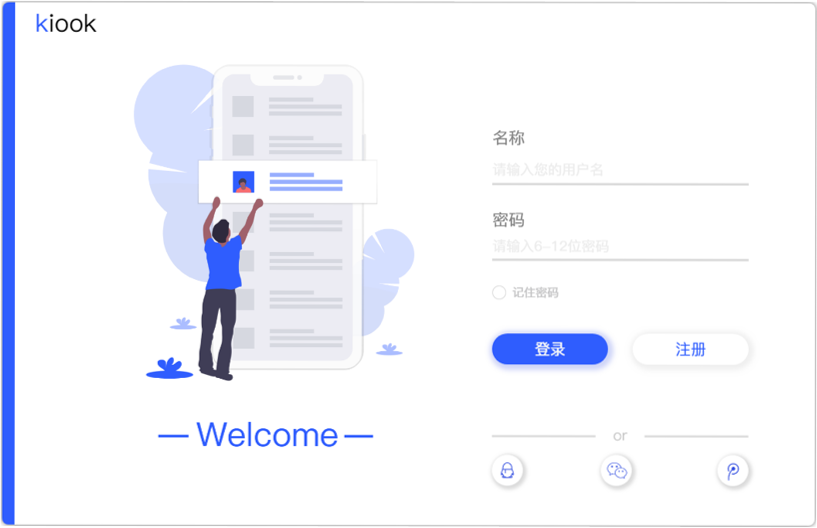 kiook
名称
请输入您的用户名
密码
请输入6-12位密码
记住密码
登录
注册
Welcome
or